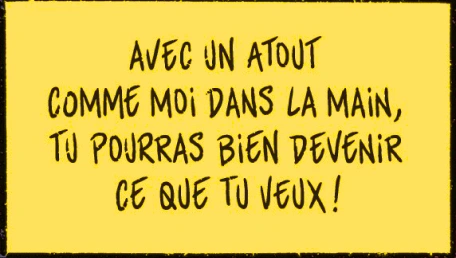 AVEC UN ATOUT
COMME MOI DANS LA MAIN,
TU POURRAS BIEN DEVENIR
CE QUE TU VEUX !